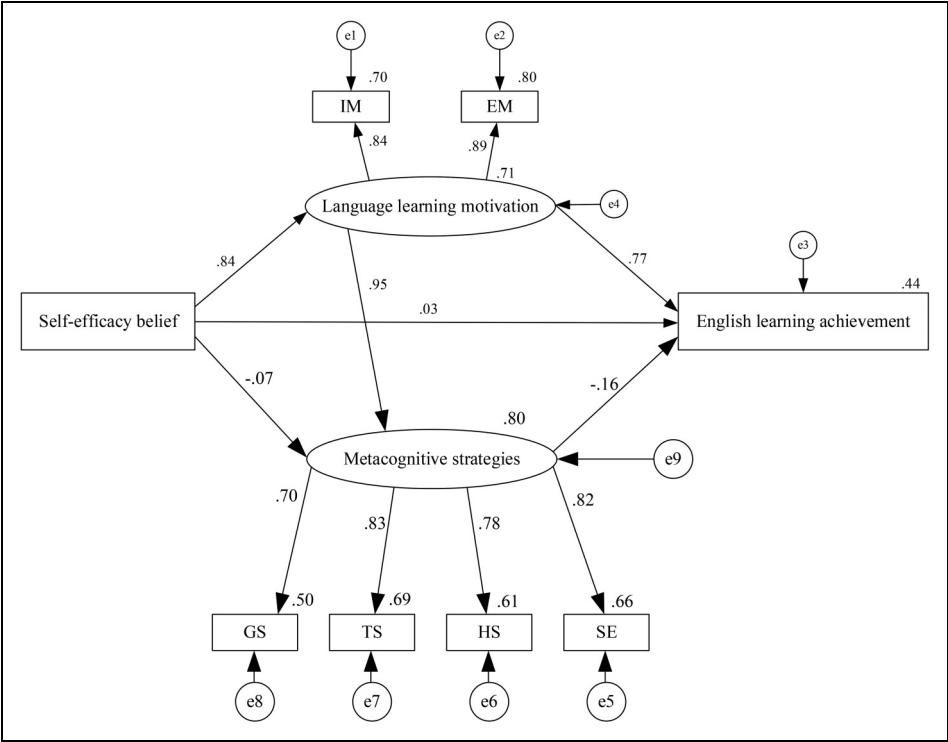 e1
e2
.70
.80
IM
EM
.84
.89
.71
Language learning motivation
e4
e3
.84
.77
.95
.44
.03
Self-efficacy belief
English learning achievement
-.07
-.16
.80
Metacognitive strategies
e9
.70
.83
.78
.82
.50
.69
.61
.66
GS
TS
HS
SE
e8
e7
e6
e5